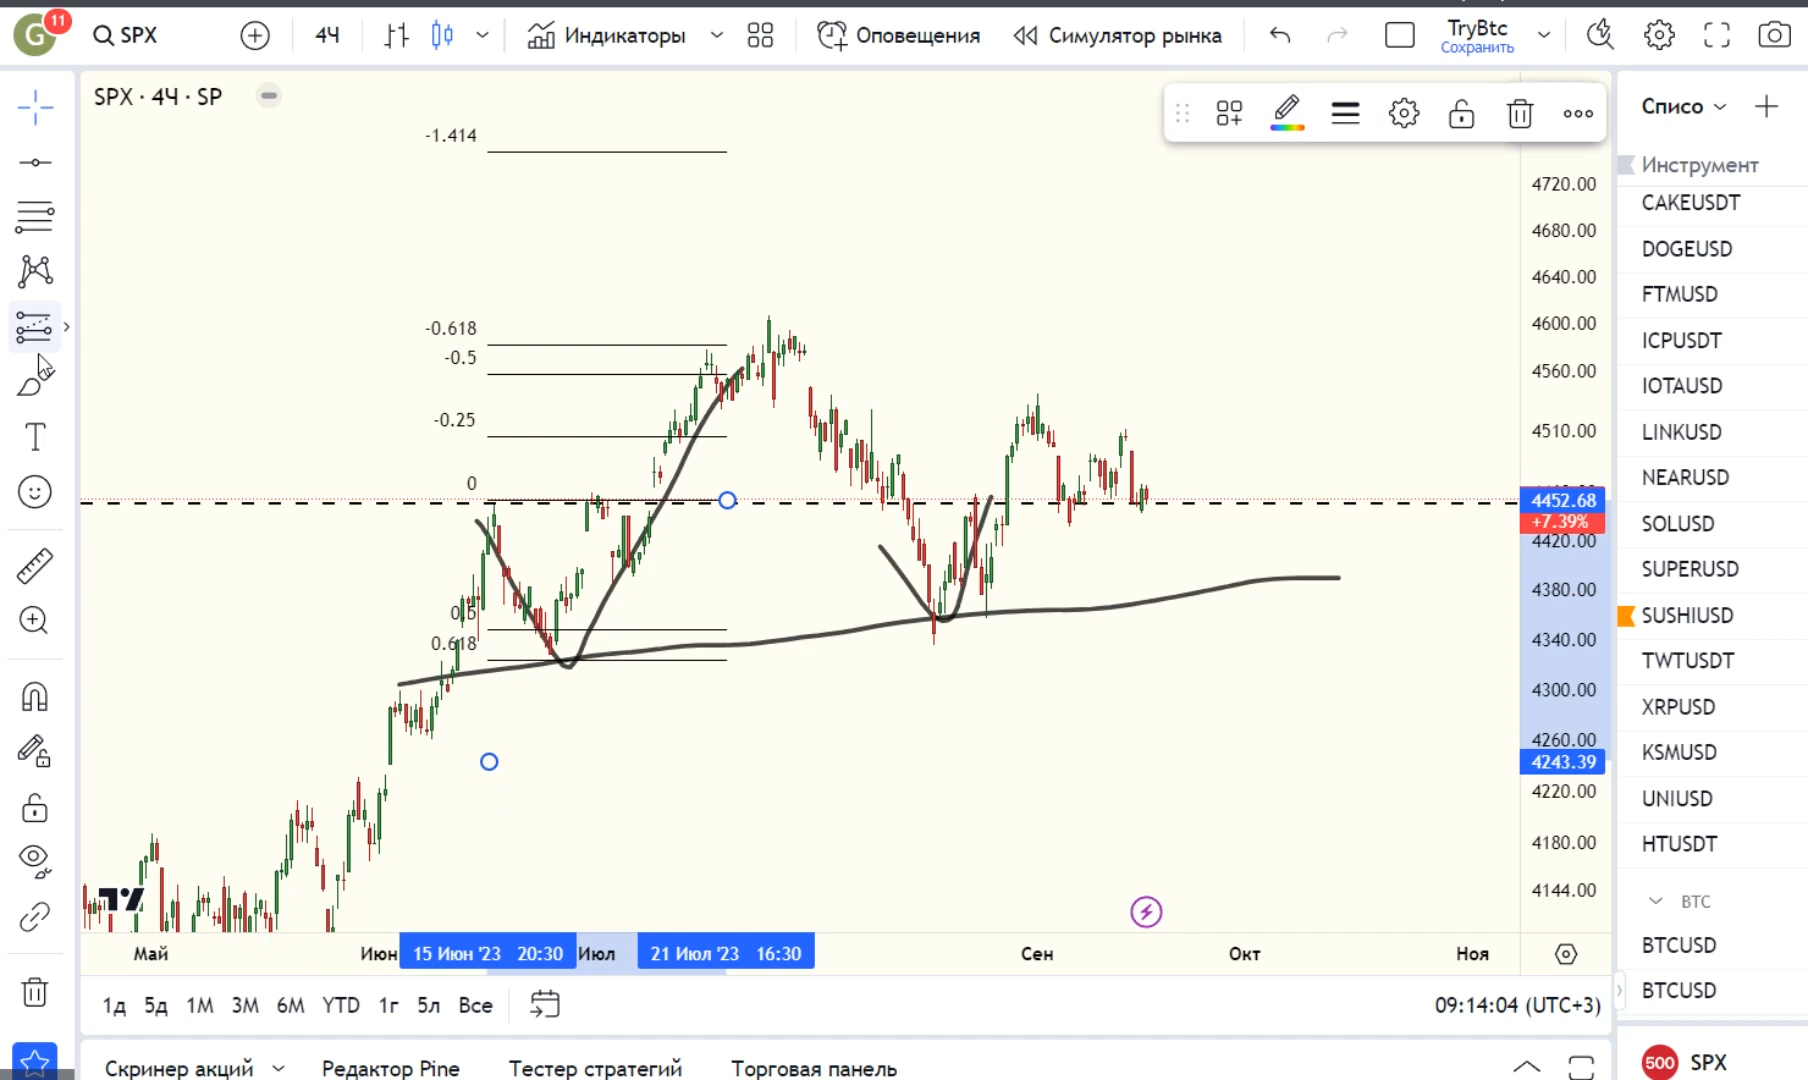 G 11
SPX
4Ч
Индикаторы
Оповещения
Симулятор рынка
TryBtc
Сохранить
SPX · 4Ч · SP
-1.414
-0.618
-0.5
-0.25
0
0.5
0.618
4720.00
4680.00
4640.00
4600.00
4560.00
4510.00
4452.68
+7.39%
4420.00
4380.00
4340.00
4300.00
4260.00
4243.39
4220.00
4180.00
4144.00
Май
Июн
15 Июн '23 20:30
Июл
21 Июл '23 16:30
Сен
Окт
Ноя
1д 5д 1М 3М 6М YTD 1г 5л Все
09:14:04 (UTC+3)
Скринер акций
Редактор Pine
Тестер стратегий
Торговая панель
Списо
Инструмент
CAKEUSDT
DOGEUSD
FTMUSD
ICPUSDT
IOTAUSD
LINKUSD
NEARUSD
SOLUSD
SUPERUSD
SUSHIUSD
TWTUSDT
XRPUSD
KSMUSD
UNIUSD
HTUSDT
BTC
BTCUSD
BTCUSD
500 SPX